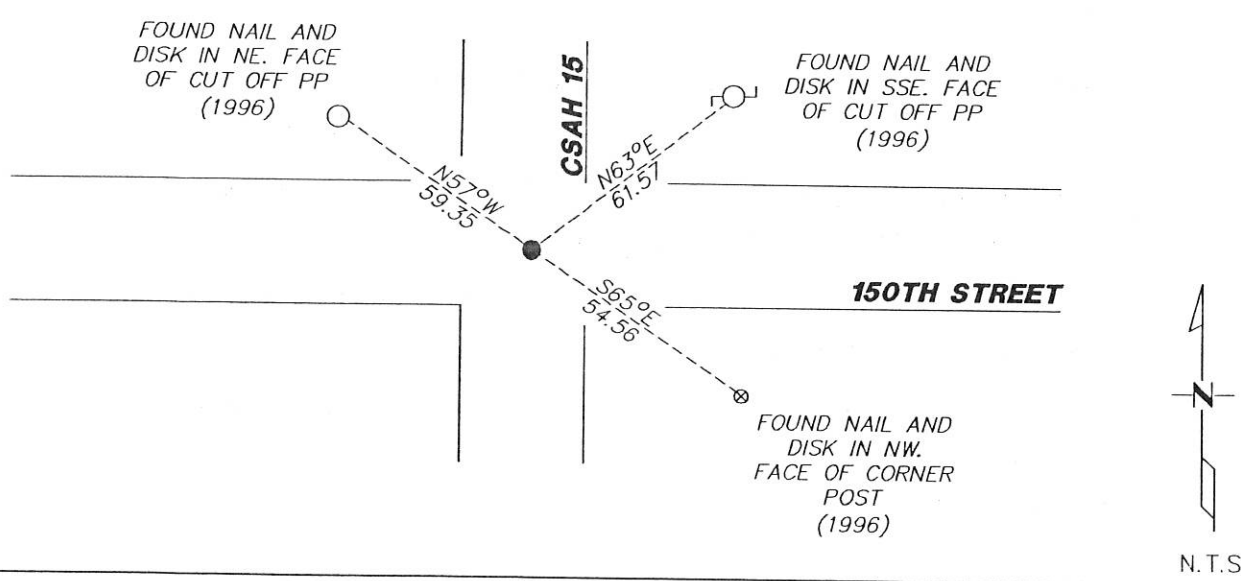 FOUND NAIL AND
DISK IN NE. FACE
OF CUT OFF PP
(1996)
CSAH 15
FOUND NAIL AND
DISK IN SSE. FACE
OF CUT OFF PP
(1996)
N57°W
59.35
N63°E
61.57
S65°E
54.56
150TH STREET
FOUND NAIL AND
DISK IN NW.
FACE OF CORNER
POST
(1996)
N
N.T.S